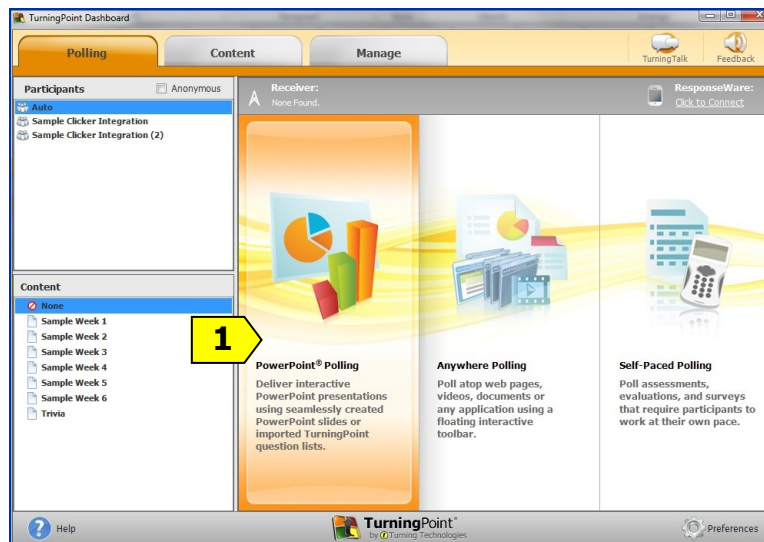 TurningPoint Dashboard
Polling
Content
Manage
TurningTalk
Feedback
Participants
Anonymous
Auto
Sample Clicker Integration
Sample Clicker Integration (2)
Receiver:
None Found.
ResponseWare:
Click to Connect
Content
None
Sample Week 1
Sample Week 2
Sample Week 3
Sample Week 4
Sample Week 5
Sample Week 6
Trivia
1
PowerPoint® Polling
Deliver interactive
PowerPoint presentations
using seamlessly created
PowerPoint slides or
imported TurningPoint
question lists.
Anywhere Polling
Poll atop web pages,
videos, documents or
any application using a
floating interactive
toolbar.
Self-Paced Polling
Poll assessments,
evaluations, and surveys
that require participants to
work at their own pace.
Help
TurningPoint
by Turning Technologies
Preferences